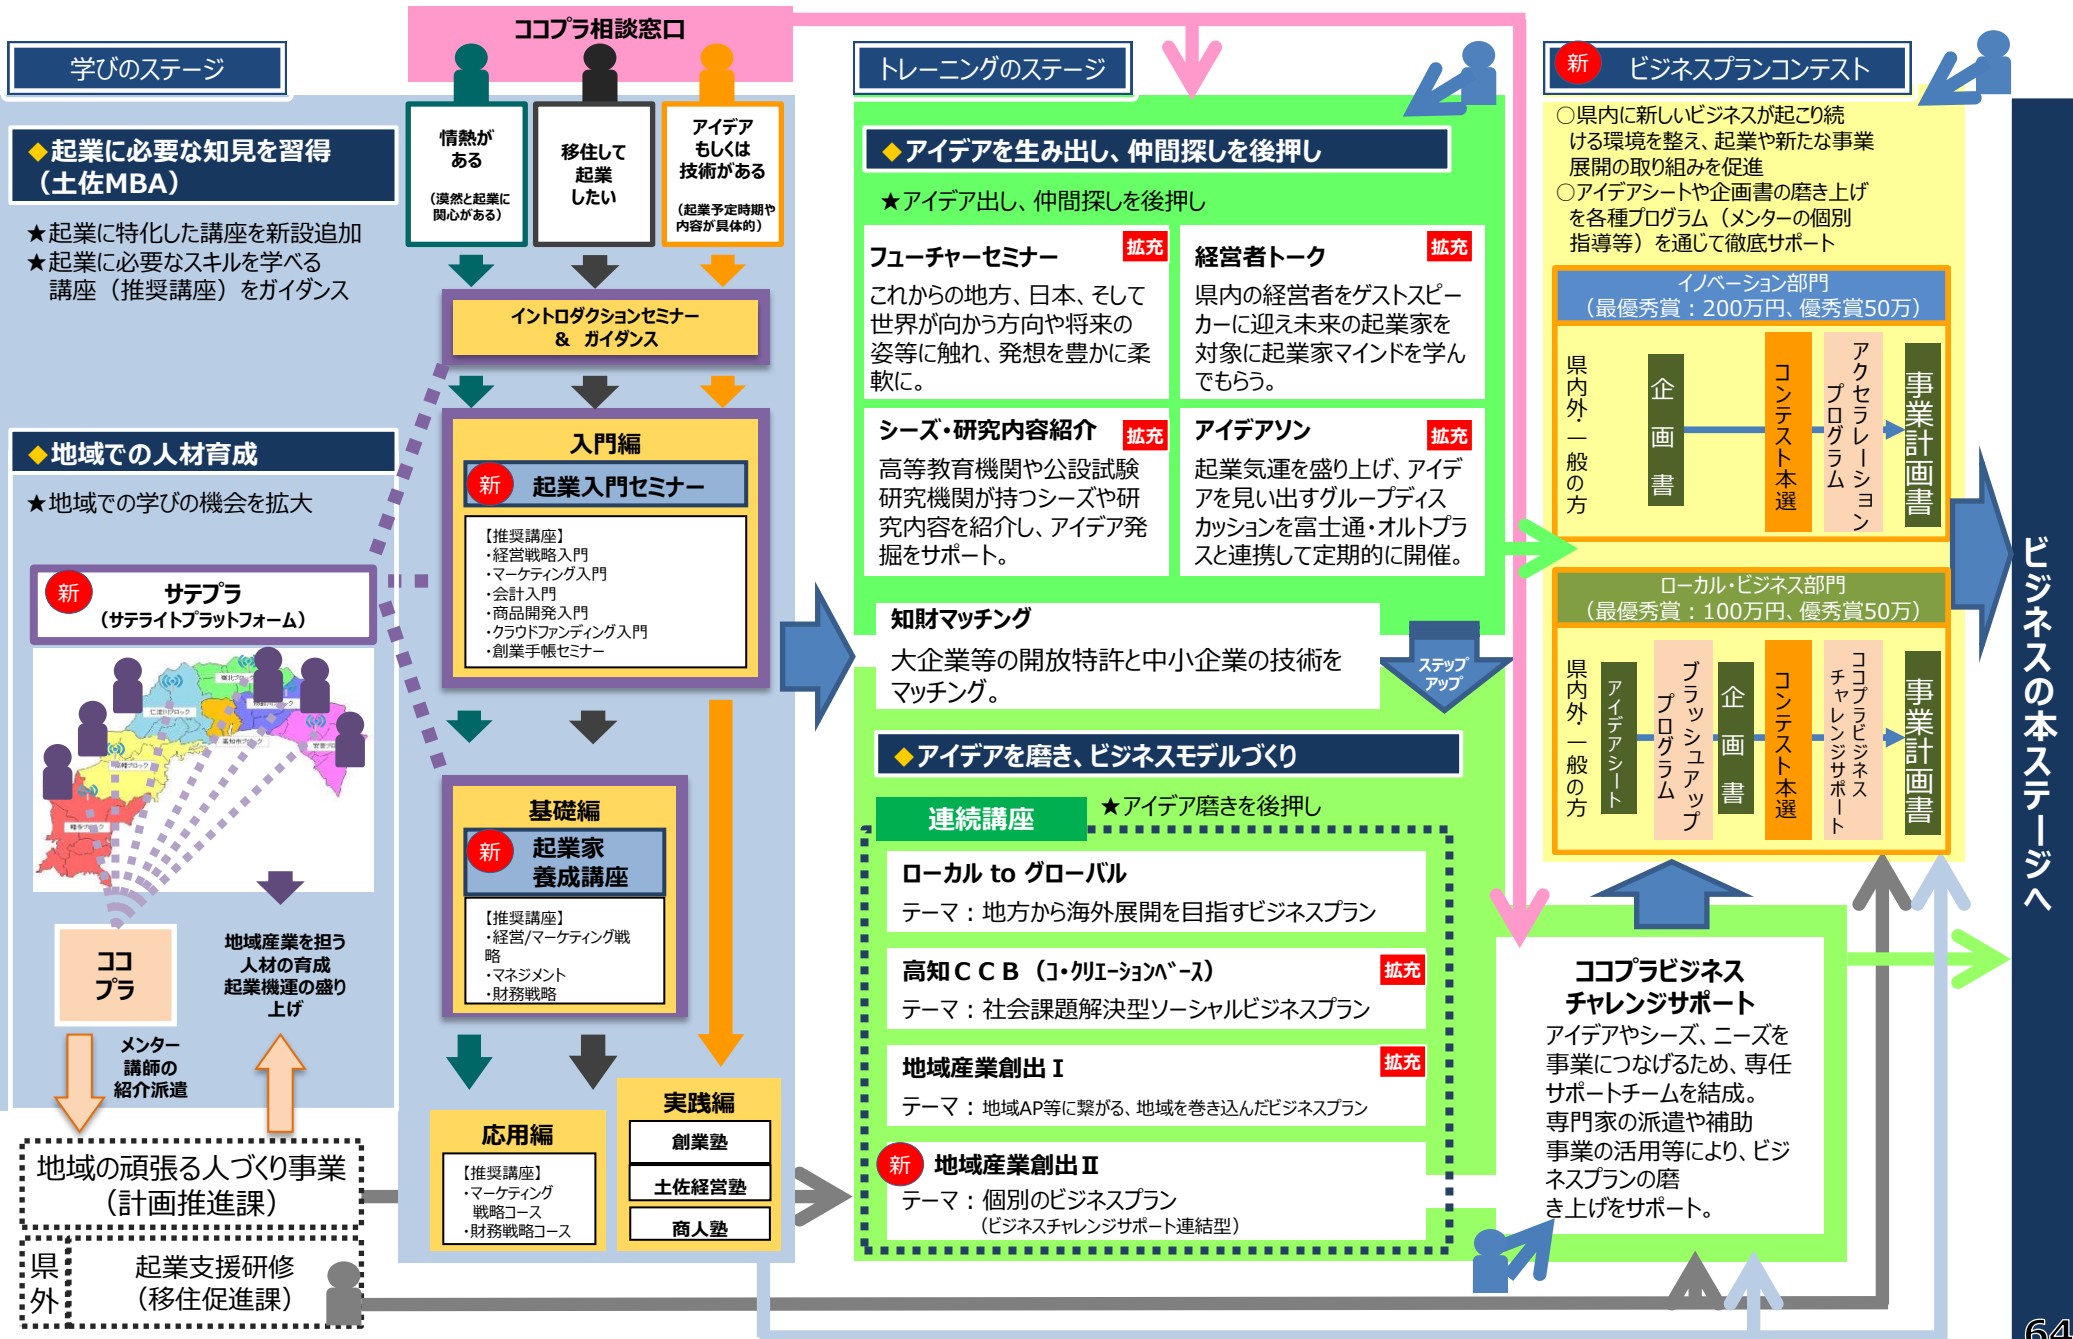 ココプラ相談窓口
学びのステージ
◆起業に必要な知見を習得
（土佐MBA）
★起業に特化した講座を新設追加
★起業に必要なスキルを学べる
講座（推奨講座）をガイダンス
◆地域での人材育成
★地域での学びの機会を拡大
新
サテプラ
（サテライトプラットフォーム）
仁淀川ブロック
嶺北ブロック
高知市ブロック
高幡ブロック
幡多ブロック
ココ
プラ
地域産業を担う
人材の育成
起業機運の盛り
上げ
メンター
講師の
紹介派遣
地域の頑張る人づくり事業
（計画推進課）
県
外
起業支援研修
（移住促進課）
情熱が
ある
（漠然と起業に
関心がある）
移住して
起業
したい
アイデア
もしくは
技術がある
（起業予定時期や
内容が具体的）
イントロダクションセミナー
＆ ガイダンス
入門編
新
起業入門セミナー
【推奨講座】
・経営戦略入門
・マーケティング入門
・会計入門
・商品開発入門
・クラウドファンディング入門
・創業手帳セミナー
基礎編
新
起業家
養成講座
【推奨講座】
・経営/マーケティング戦
略
・マネジメント
・財務戦略
応用編
【推奨講座】
・マーケティング
戦略コース
・財務戦略コース
実践編
創業塾
土佐経営塾
商人塾
トレーニングのステージ
◆アイデアを生み出し、仲間探しを後押し
★アイデア出し、仲間探しを後押し
フューチャーセミナー
拡充
これからの地方、日本、そして
世界が向かう方向や将来の
姿等に触れ、発想を豊かに柔
軟に。
経営者トーク
拡充
県内の経営者をゲストスピー
カーに迎え未来の起業家を
対象に起業家マインドを学ん
でもらう。
シーズ・研究内容紹介
拡充
高等教育機関や公設試験
研究機関が持つシーズや研
究内容を紹介し、アイデア発
掘をサポート。
アイデアソン
拡充
起業気運を盛り上げ、アイデ
アを見い出すグループディス
カッションを富士通・オルトプラ
スと連携して定期的に開催。
知財マッチング
大企業等の開放特許と中小企業の技術を
マッチング。
ステップ
アップ
◆アイデアを磨き、ビジネスモデルづくり
連続講座
★アイデア磨きを後押し
ローカル to グローバル
テーマ：地方から海外展開を目指すビジネスプラン
高知ＣＣＢ（ｺ・ｸﾘｴｰｼｮﾝﾍﾞｰｽ）
拡充
テーマ：社会課題解決型ソーシャルビジネスプラン
地域産業創出Ⅰ
拡充
テーマ：地域AP等に繋がる、地域を巻き込んだビジネスプラン
新
地域産業創出Ⅱ
テーマ：個別のビジネスプラン
（ビジネスチャレンジサポート連結型）
新
ビジネスプランコンテスト
○県内に新しいビジネスが起こり続
ける環境を整え、起業や新たな事業
展開の取り組みを促進
○アイデアシートや企画書の磨き上げ
を各種プログラム（メンターの個別
指導等）を通じて徹底サポート
イノベーション部門
（最優秀賞：200万円、優秀賞50万）
県内外・一般の方
企画書
コンテスト本選
アクセラレーション
プログラム
事業計画書
ローカル・ビジネス部門
（最優秀賞：100万円、優秀賞50万）
県内外・一般の方
アイデアシート
ブラッシュアップ
プログラム
企画書
コンテスト本選
ココプラビジネス
チャレンジサポート
事業計画書
ココプラビジネス
チャレンジサポート
アイデアやシーズ、ニーズを
事業につなげるため、専任
サポートチームを結成。
専門家の派遣や補助
事業の活用等により、ビジ
ネスプランの磨
き上げをサポート。
ビジネスの本ステージへ
64